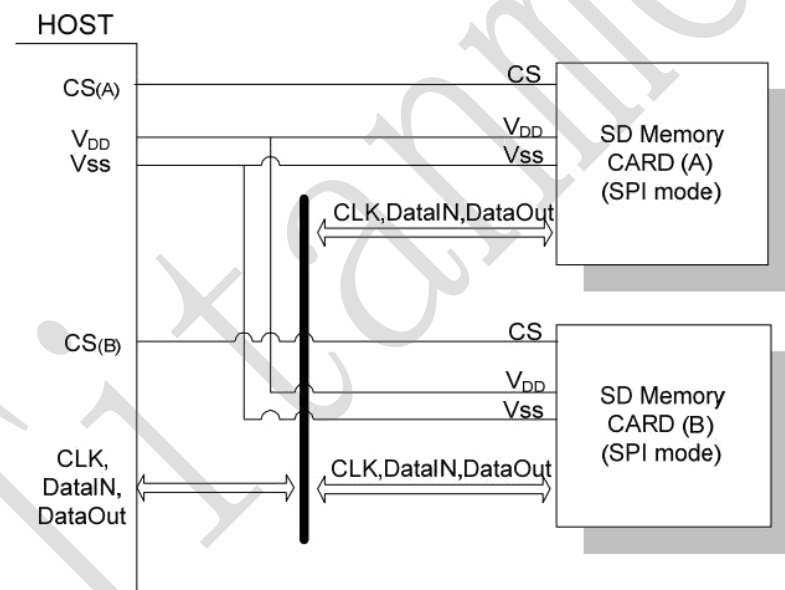 HOST
CS(A)
CS
VDD
VDD
Vss
Vss
SD Memory
CARD (A)
(SPI mode)
CLK,DataIN,DataOut
CS(B)
CS
VDD
Vss
SD Memory
CARD (B)
(SPI mode)
CLK,
DataIN,
DataOut
CLK,DataIN,DataOut